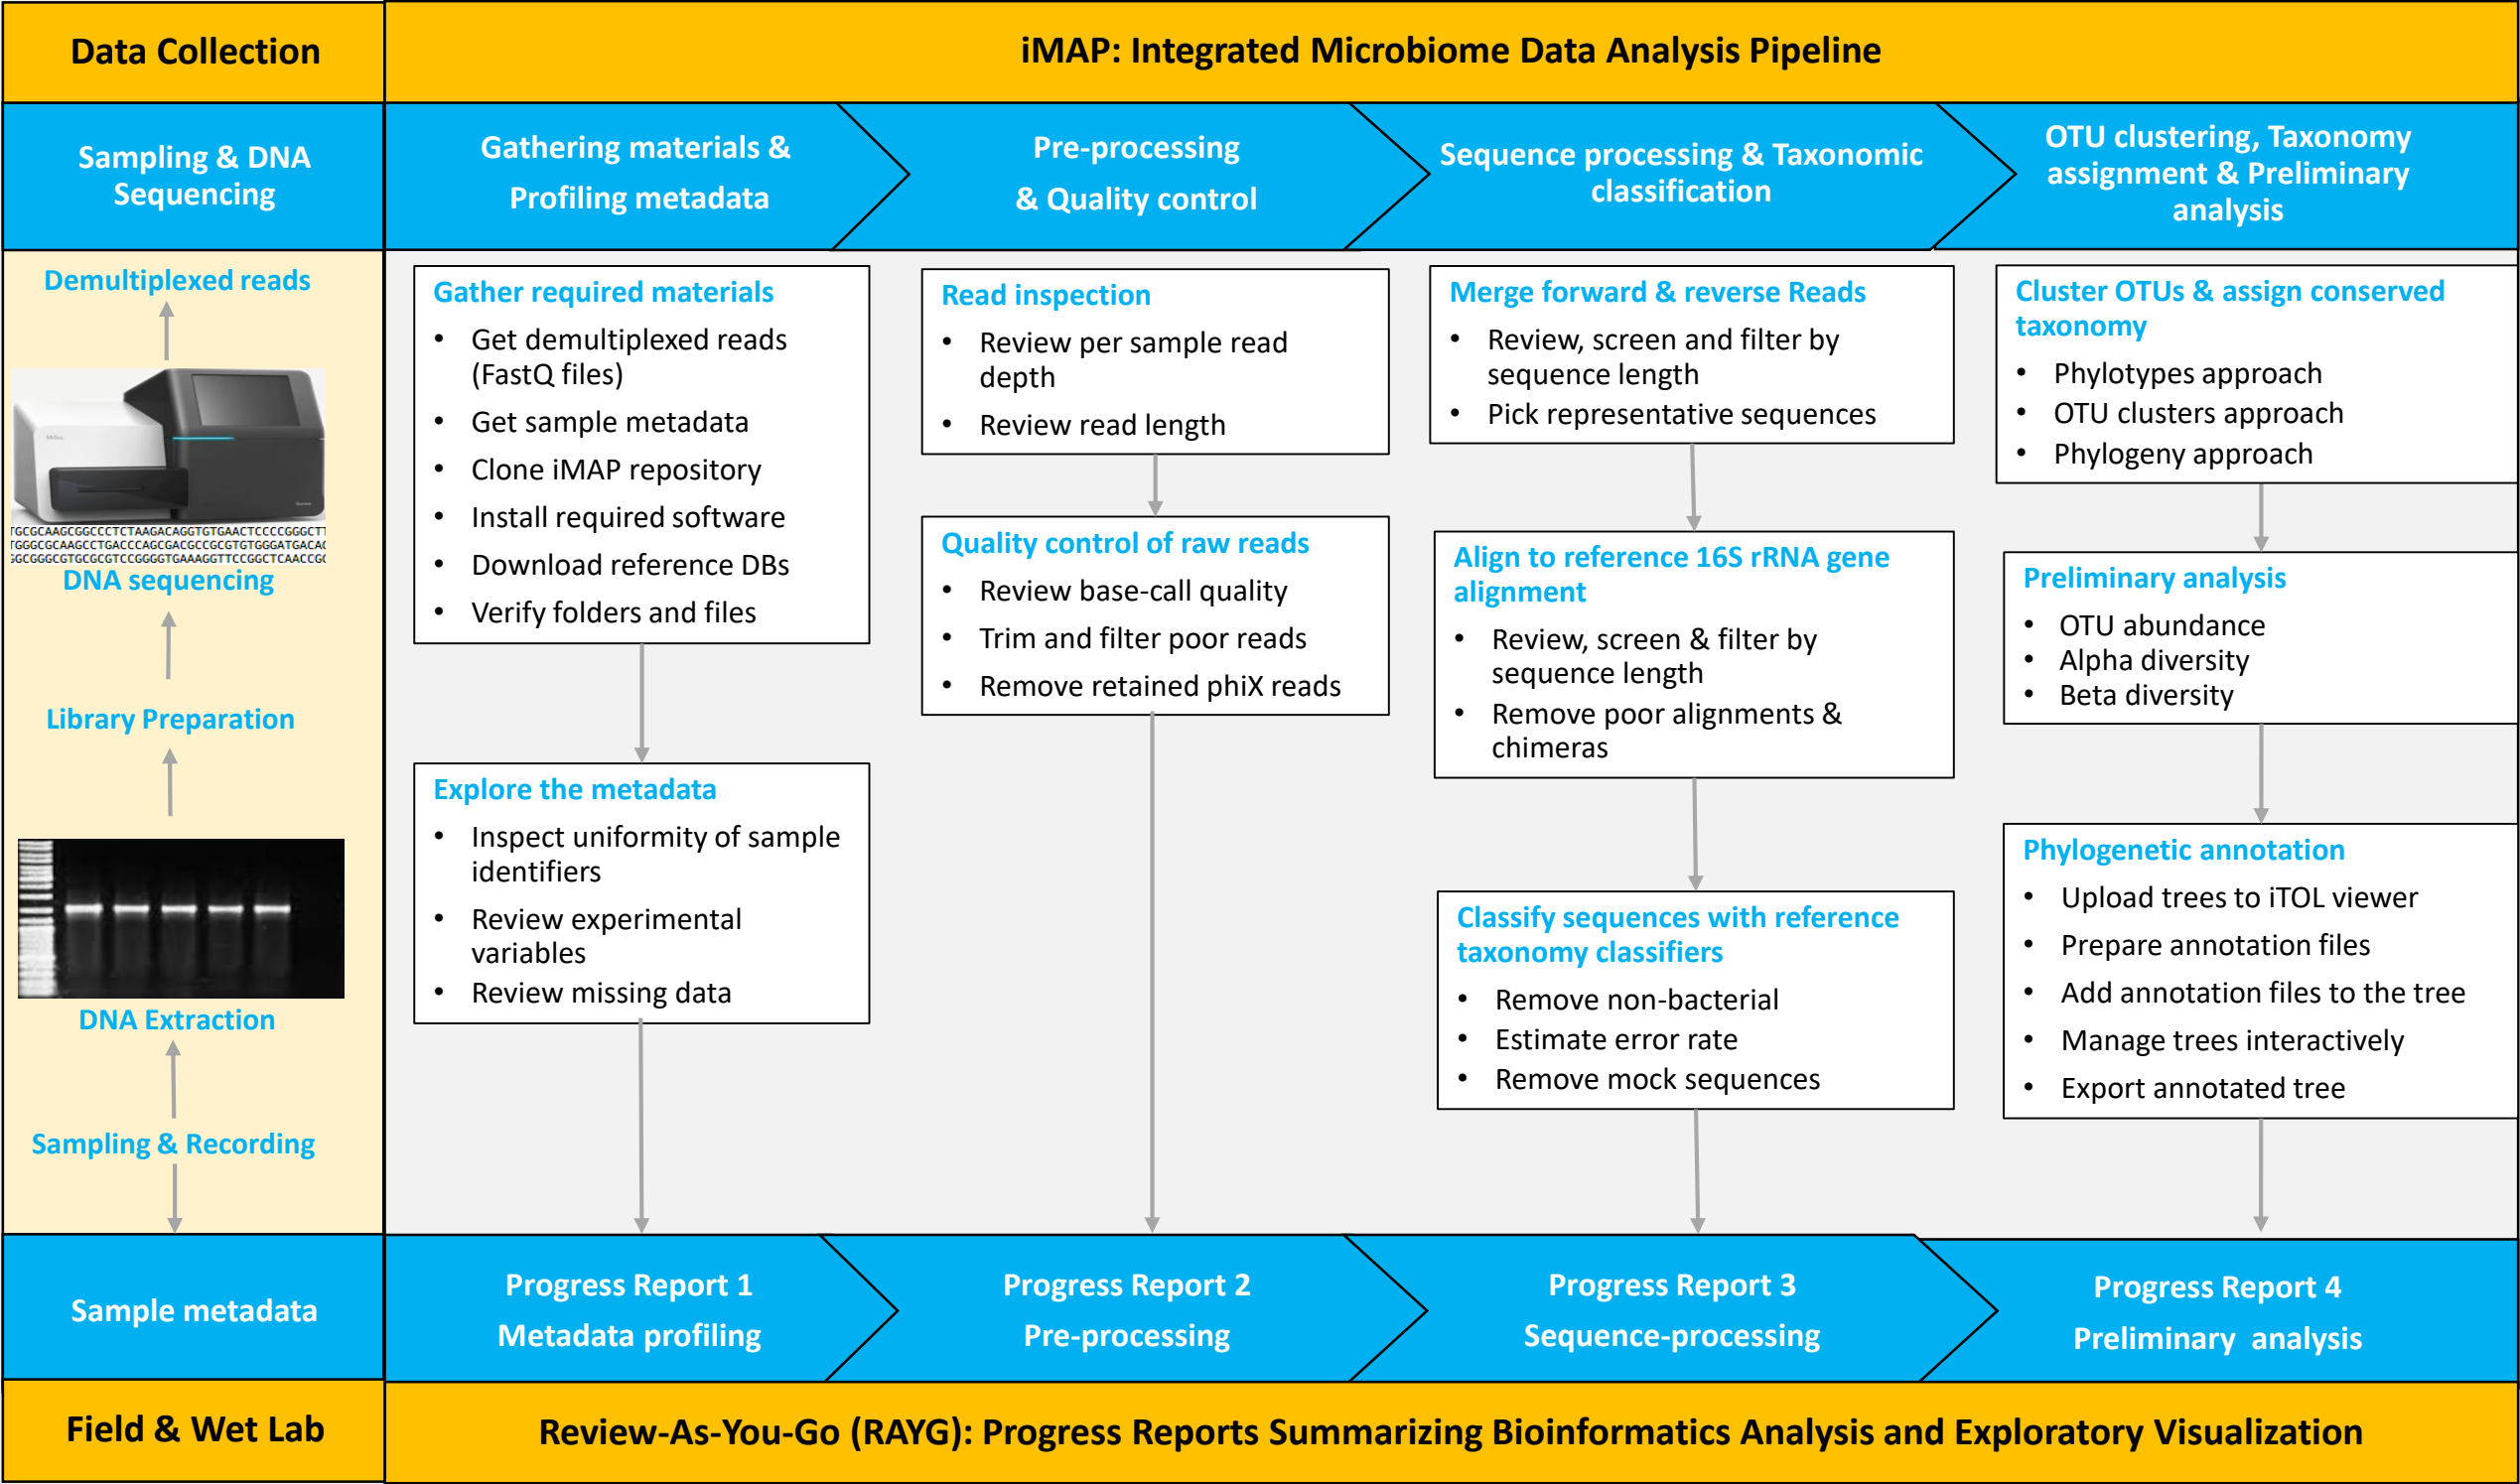 Data Collection
iMAP: Integrated Microbiome Data Analysis Pipeline
Sampling & DNA
Sequencing
Gathering materials &
Profiling metadata
Pre-processing
& Quality control
Sequence processing & Taxonomic
classification
OTU clustering, Taxonomy
assignment & Preliminary
analysis
Demultiplexed reads
DNA sequencing
Library Preparation
DNA Extraction
Sampling & Recording
Gather required materials
• Get demultiplexed reads
(FastQ files)
• Get sample metadata
• Clone iMAP repository
• Install required software
• Download reference DBs
• Verify folders and files
Explore the metadata
• Inspect uniformity of sample
identifiers
• Review experimental
variables
• Review missing data
Read inspection
• Review per sample read
depth
• Review read length
Quality control of raw reads
• Review base-call quality
• Trim and filter poor reads
• Remove retained phiX reads
Merge forward & reverse Reads
• Review, screen and filter by
sequence length
• Pick representative sequences
Align to reference 16S rRNA gene
alignment
• Review, screen & filter by
sequence length
• Remove poor alignments &
chimeras
Classify sequences with reference
taxonomy classifiers
• Remove non-bacterial
• Estimate error rate
• Remove mock sequences
Cluster OTUs & assign conserved
taxonomy
• Phylotypes approach
• OTU clusters approach
• Phylogeny approach
Preliminary analysis
• OTU abundance
• Alpha diversity
• Beta diversity
Phylogenetic annotation
• Upload trees to iTOL viewer
• Prepare annotation files
• Add annotation files to the tree
• Manage trees interactively
• Export annotated tree
Sample metadata
Progress Report 1
Metadata profiling
Progress Report 2
Pre-processing
Progress Report 3
Sequence-processing
Progress Report 4
Preliminary analysis
Field & Wet Lab
Review-As-You-Go (RAYG): Progress Reports Summarizing Bioinformatics Analysis and Exploratory Visualization